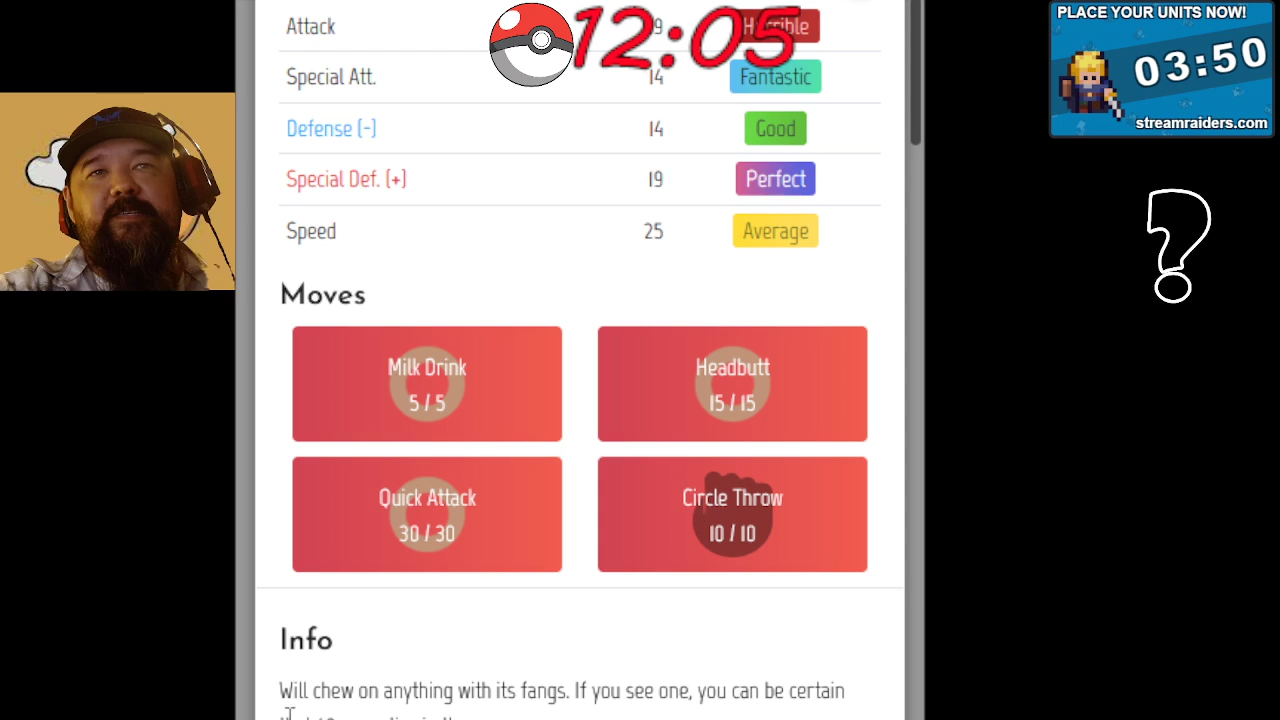 PLACE YOUR UNITS NOW!
12:05
03:50
streamraiders.com
Attack
Special Att. 14 Fantastic
Defense (-) 14 Good
Special Def. (+) 19 Perfect
Speed 25 Average
Moves
Milk Drink
5 / 5
Headbutt
15 / 15
Quick Attack
30 / 30
Circle Throw
10 / 10
Info
Will chew on anything with its fangs. If you see one, you can be certain
?